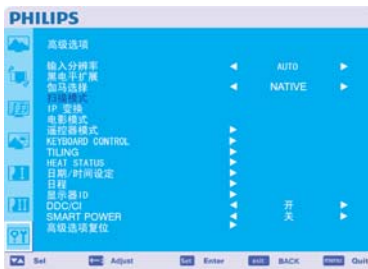 PHILIPS
高级选项
输入分辨率 AUTO
黑电平扩展
伽马选择 NATIVE
扫描模式
IP 变换
电影模式
遥控器模式
KEYBOARD CONTROL
TILING
HEAT STATUS
日期/时间设定
日程
显示器ID
DDC/CI 开
SMART POWER 关
高级选项复位
Sel Adjust Set Enter exit BACK menu Quit